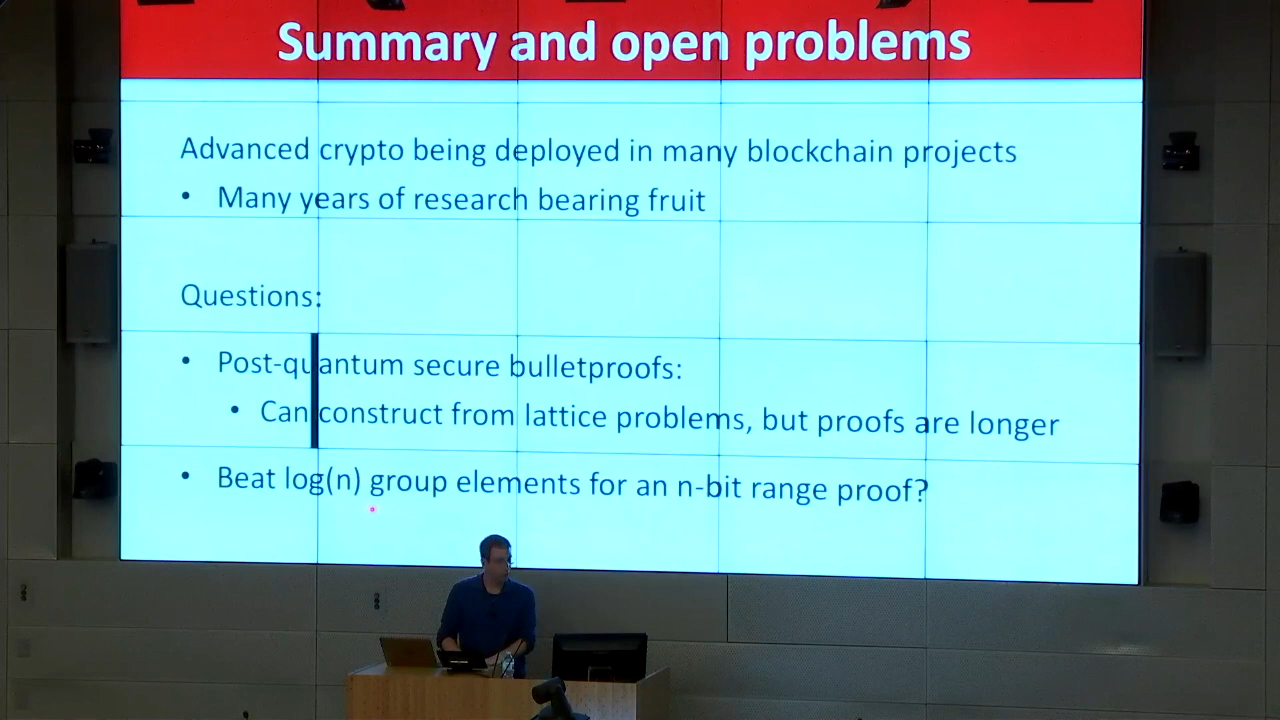 Summary and open problems
Advanced crypto being deployed in many blockchain projects
• Many years of research bearing fruit
Questions:
• Post-quantum secure bulletproofs:
• Can construct from lattice problems, but proofs are longer
• Beat log(n) group elements for an n-bit range proof?